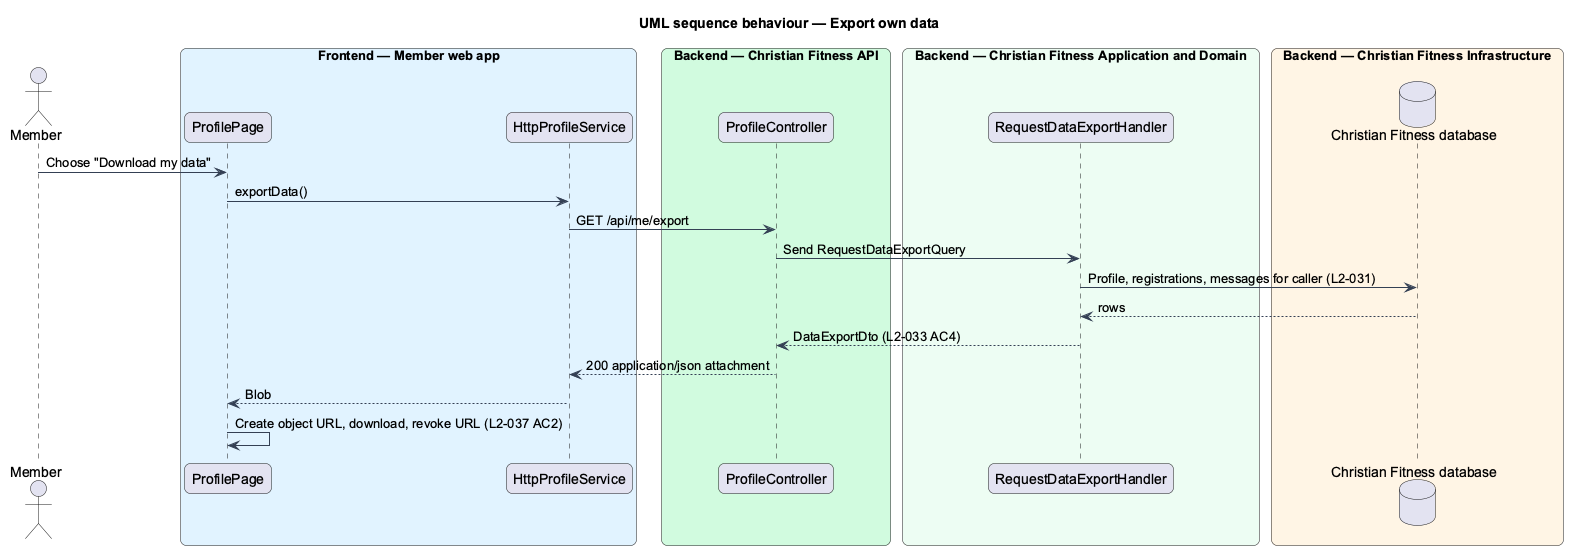 UML sequence behaviour — Export own data
Frontend — Member web app
Backend — Christian Fitness API
Backend — Christian Fitness Application and Domain
Backend — Christian Fitness Infrastructure
Member
ProfilePage
HttpProfileService
ProfileController
RequestDataExportHandler
Christian Fitness database
Choose "Download my data"
exportData()
GET /api/me/export
Send RequestDataExportQuery
Profile, registrations, messages for caller (L2-031)
rows
DataExportDto (L2-033 AC4)
200 application/json attachment
Blob
Create object URL, download, revoke URL (L2-037 AC2)
Member
ProfilePage
HttpProfileService
ProfileController
RequestDataExportHandler
Christian Fitness database